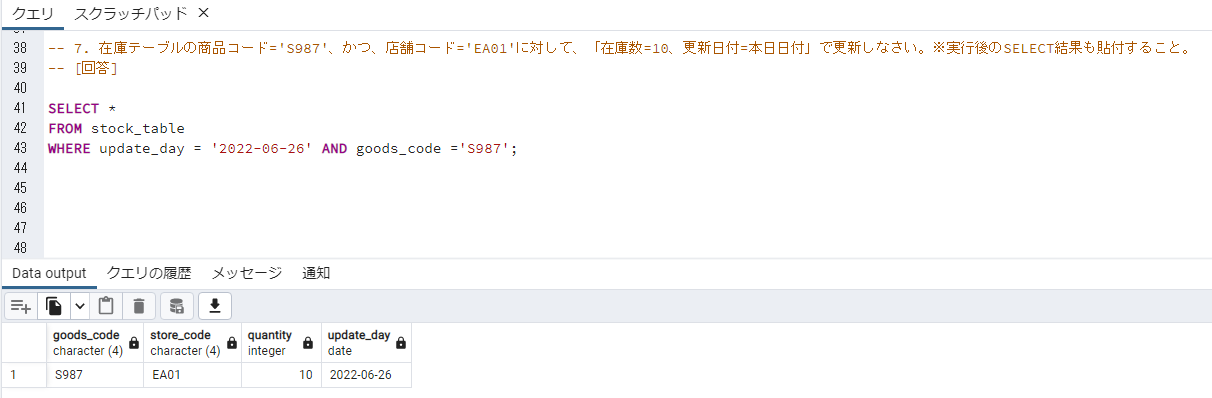 クエリ スクラッチパッド ×
38 -- 7. 在庫テーブルの商品コード='S987'、かつ、店舗コード='EA01'に対して、「在庫数=10、更新日付=本日日付」で更新しなさい。※実行後のSELECT結果も貼付すること。
39 -- [回答]
40
41 SELECT *
42 FROM stock_table
43 WHERE update_day = '2022-06-26' AND goods_code ='S987';
44
45
46
47
48
Data output クエリの履歴 メッセージ 通知
goods_code store_code quantity update_day
character (4) character (4) integer date
1 S987 EA01 10 2022-06-26